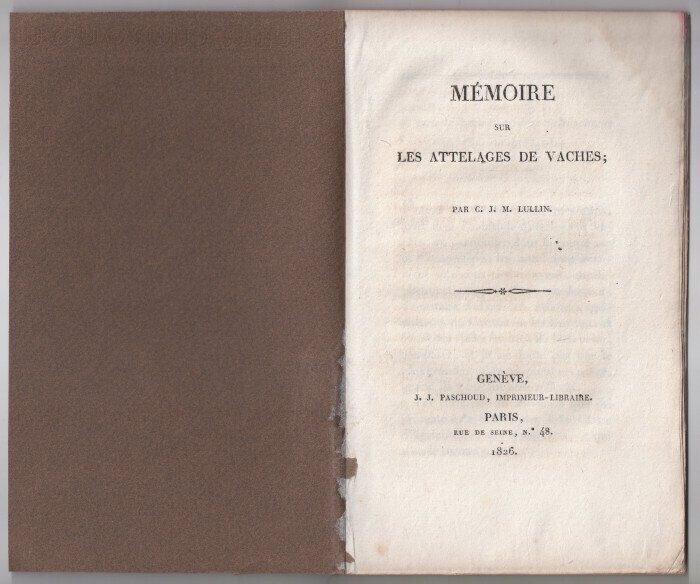 MÉMOIRE
SUR
LES ATTELAGES DE VACHES;
PAR C. J. M. LULLIN.
GENÈVE,
J. J. PASCHOUD, IMPRIMEUR-LIBRAIRE.
PARIS,
RUE DE SEINE, N.° 48.
1826.